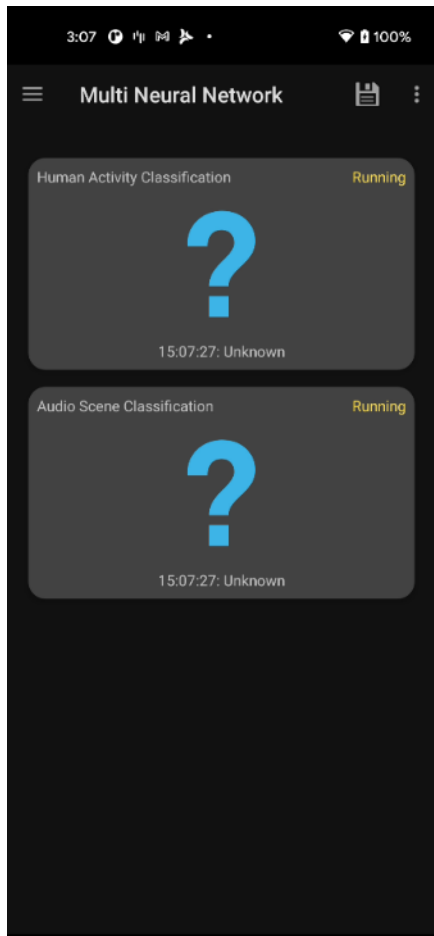 3:07 100%
Multi Neural Network
Human Activity Classification Running
?
15:07:27: Unknown
Audio Scene Classification Running
?
15:07:27: Unknown